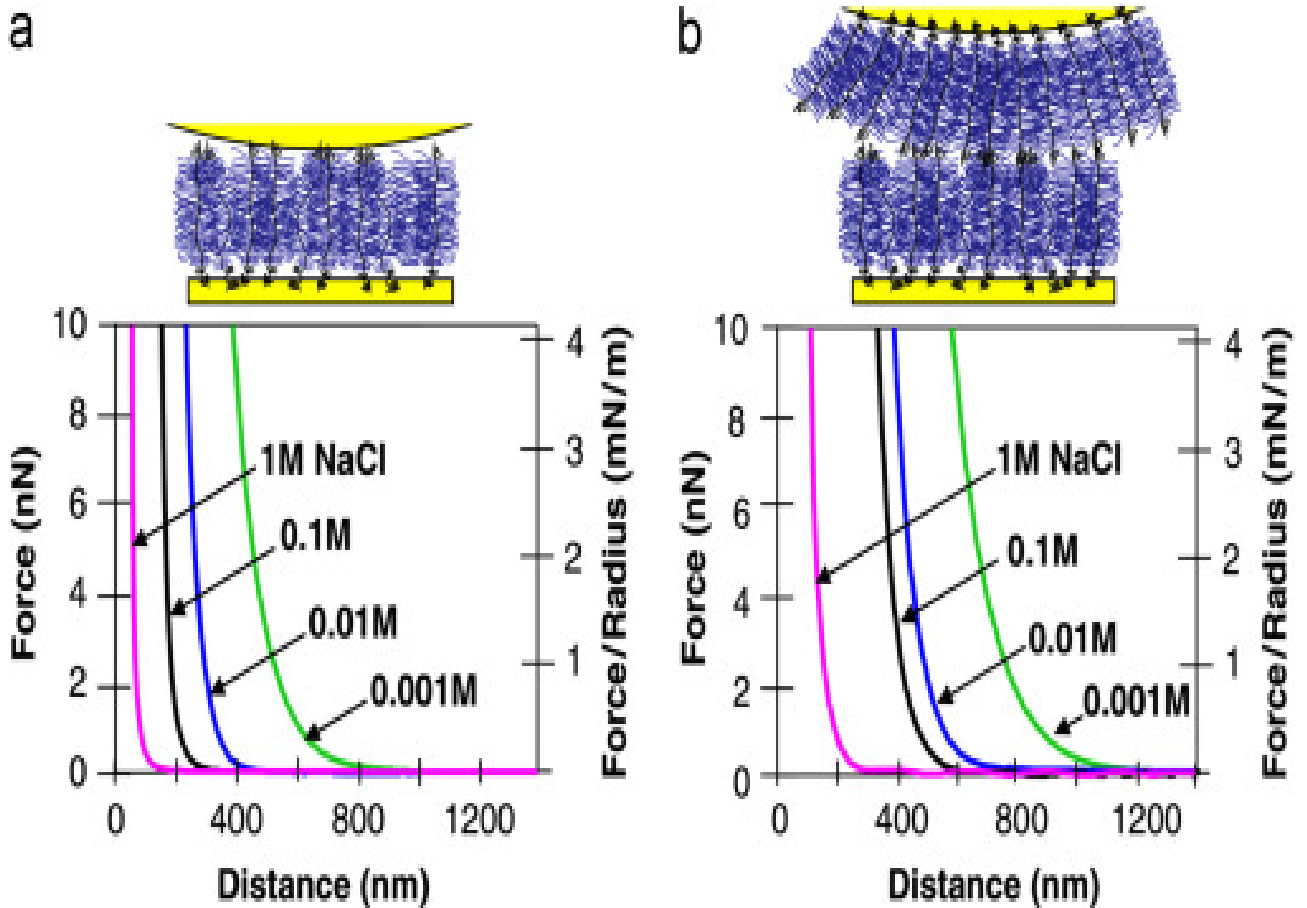 a
10
8
6
4
2
0
Force (nN)
1M NaCl
0.1M
0.01M
0.001M
4
3
2
1
Force/Radius (mN/m)
0
400
800
1200
Distance (nm)
b
10
8
6
4
2
0
Force (nN)
1M NaCl
0.1M
0.01M
0.001M
4
3
2
1
Force/Radius (mN/m)
0
400
800
1200
Distance (nm)